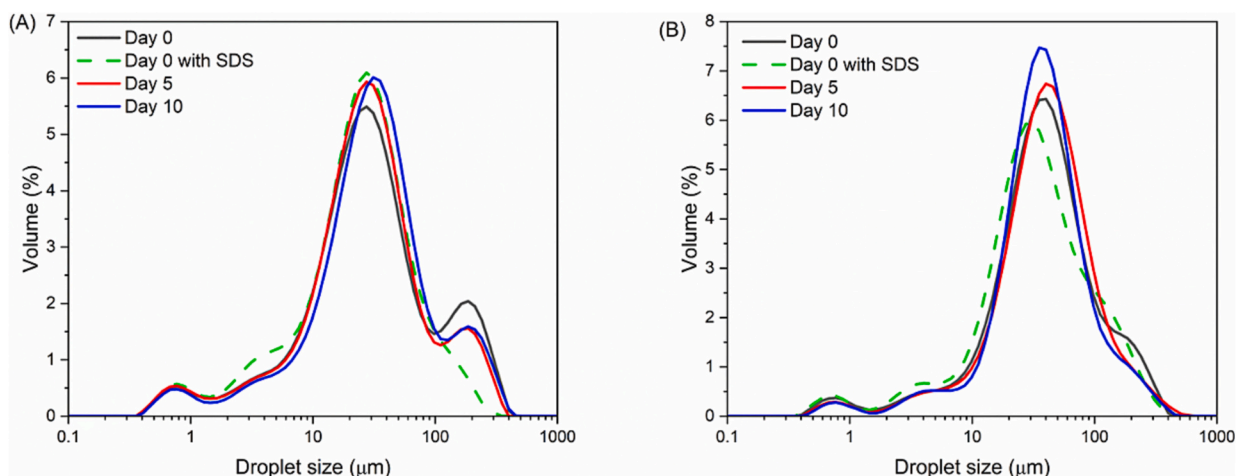 (A)
7
6
5
4
3
2
1
0
Volume (%)
Day 0
Day 0 with SDS
Day 5
Day 10
0.1 1 10 100 1000
Droplet size (μm)
(B)
8
7
6
5
4
3
2
1
0
Volume (%)
Day 0
Day 0 with SDS
Day 5
Day 10
0.1 1 10 100 1000
Droplet size (μm)